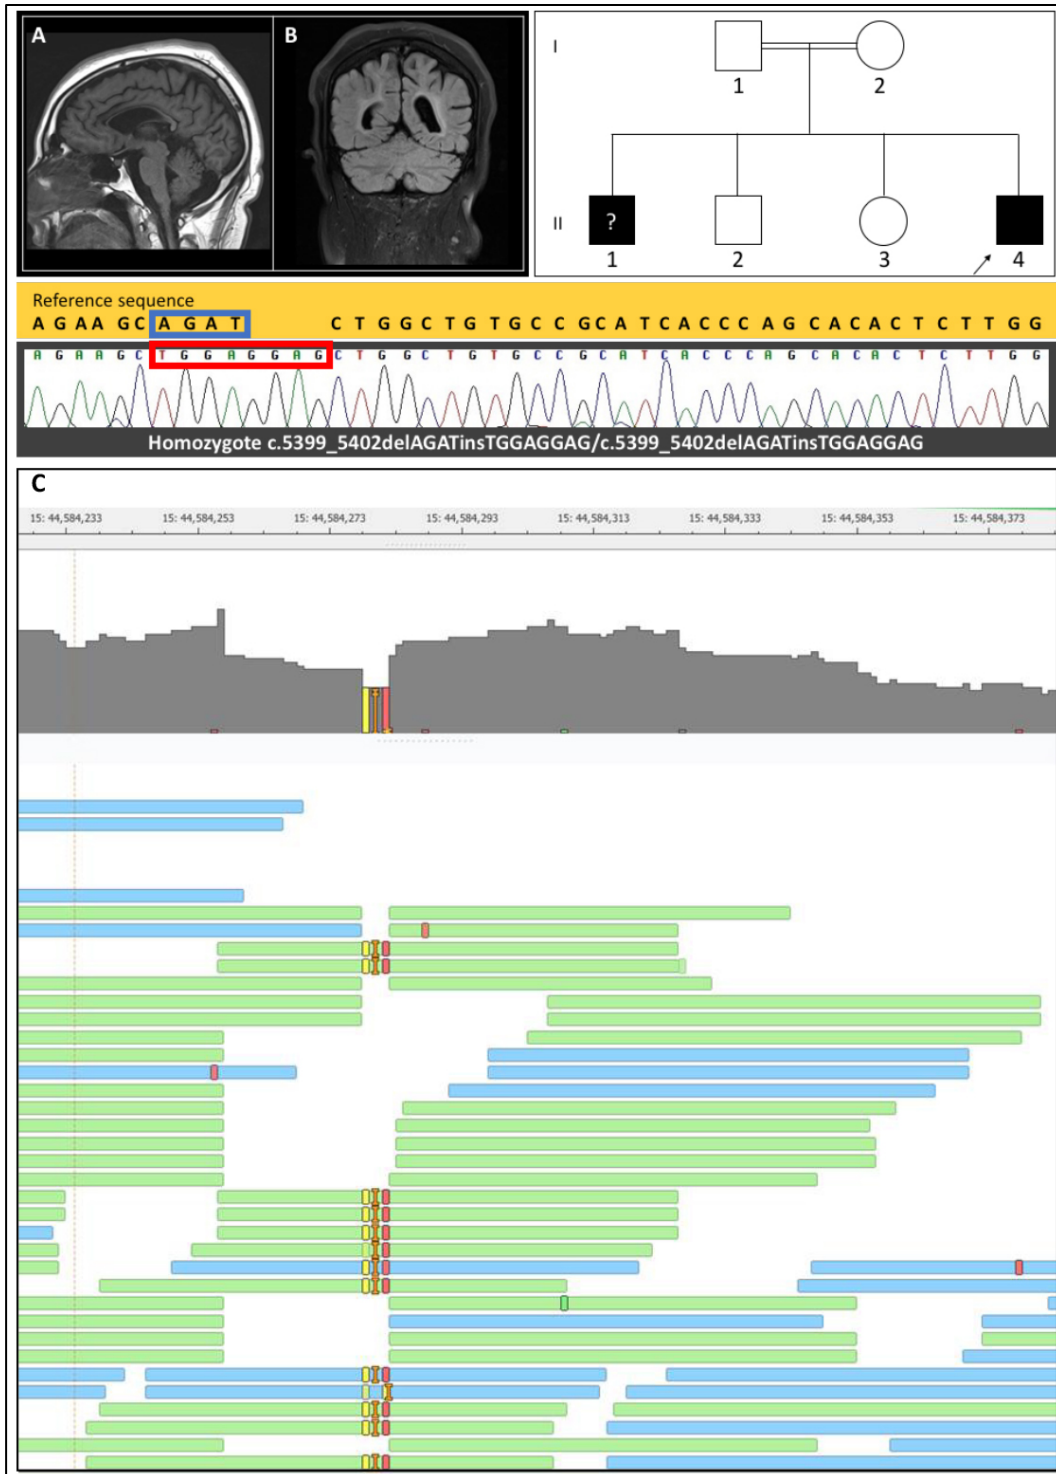 A
B
I
1 2
II
?
1 2 3 4
Reference sequence
A G A A G C A G A T C T G G C T G T G C C G C A T C A C C C A G C A C A C T C T T G G
A G A A G C T G G A G G A G C T G G C T G T G C C G C A T C A C C C A G C A C A C T C T T G G
Homozygote c.5399_5402delAGATinsTGGAGGAG/c.5399_5402delAGATinsTGGAGGAG
C
15: 44,584,233 15: 44,584,253 15: 44,584,273 15: 44,584,293 15: 44,584,313 15: 44,584,333 15: 44,584,353 15: 44,584,373